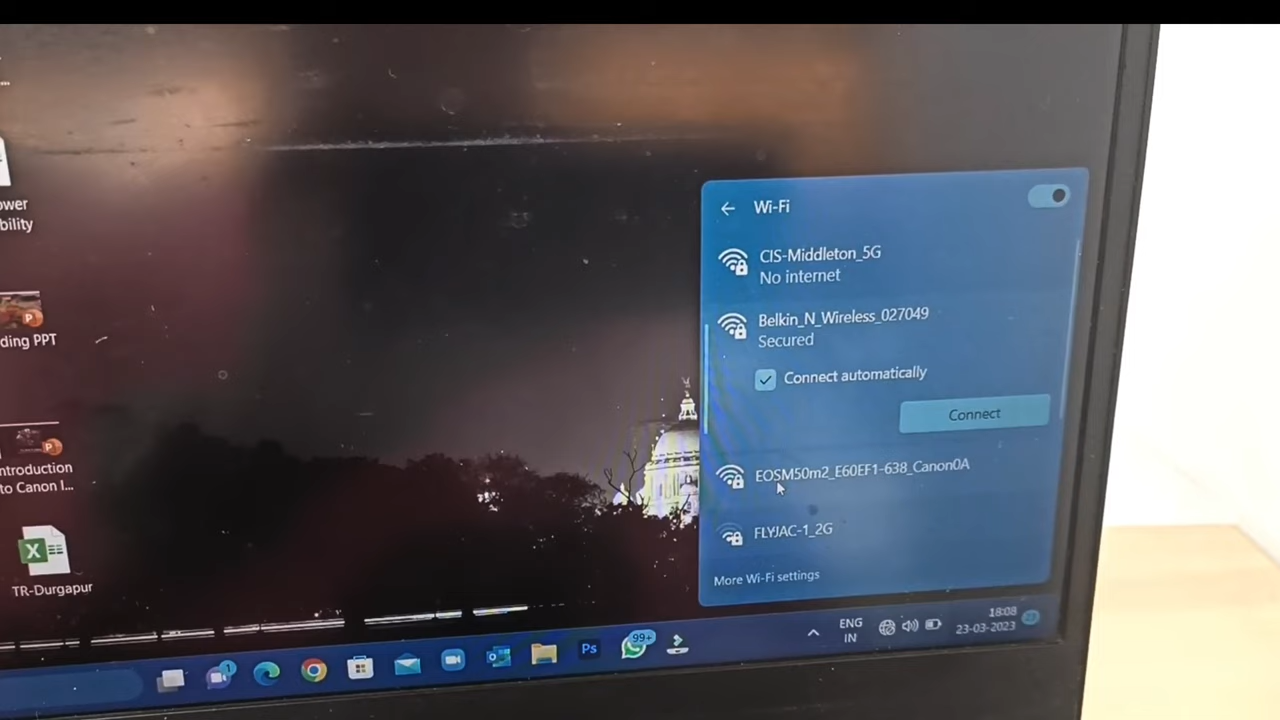 ...
ower
bility
ding PPT
ntroduction
to Canon I...
TR-Durgapur
Wi-Fi
CIS-Middleton_5G
No internet
Belkin_N_Wireless_027049
Secured
Connect automatically
Connect
EOSM50m2_E60EF1-638_Canon0A
FLYJAC-1_2G
More Wi-Fi settings
1
Ps
99+
ENG
IN
18:08
23-03-2023